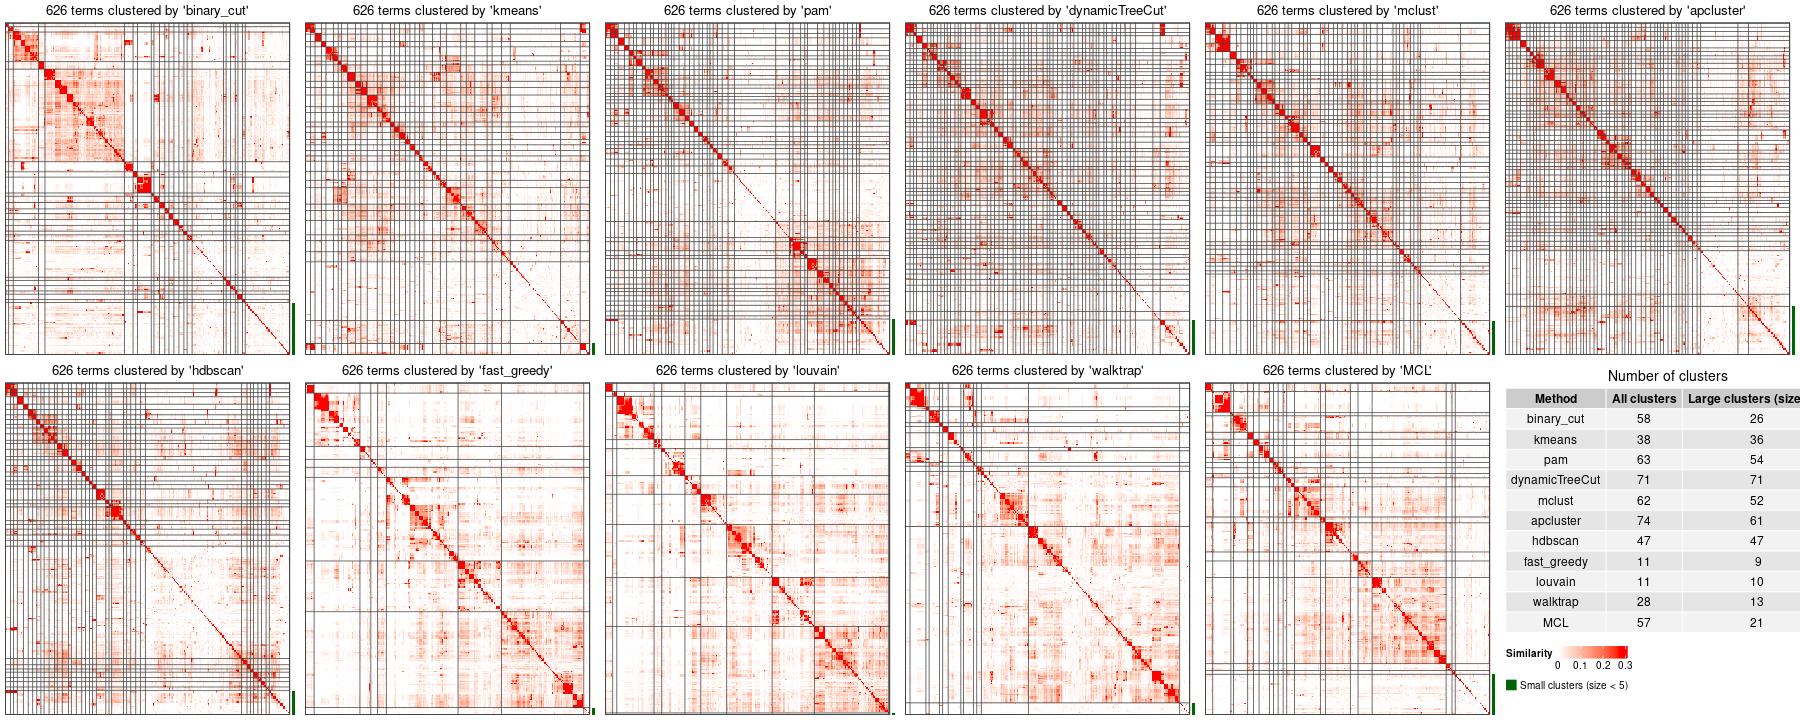 626 terms clustered by 'binary_cut'
626 terms clustered by 'kmeans'
626 terms clustered by 'pam'
626 terms clustered by 'dynamicTreeCut'
626 terms clustered by 'mclust'
626 terms clustered by 'apcluster'
626 terms clustered by 'hdbscan'
626 terms clustered by 'fast_greedy'
626 terms clustered by 'louvain'
626 terms clustered by 'walktrap'
626 terms clustered by 'MCL'
Number of clusters
Method All clusters Large clusters (size
binary_cut 58 26
kmeans 38 36
pam 63 54
dynamicTreeCut 71 71
mclust 62 52
apcluster 74 61
hdbscan 47 47
fast_greedy 11 9
louvain 11 10
walktrap 28 13
MCL 57 21
Similarity
0 0.1 0.2 0.3
Small clusters (size < 5)